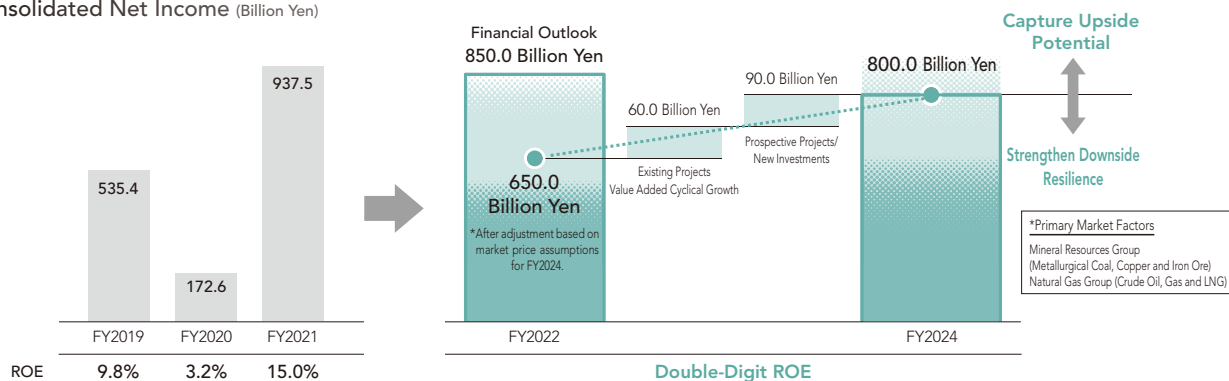 nsolidated Net Income (Billion Yen)
535.4
172.6
937.5
FY2019
FY2020
FY2021
ROE
9.8%
3.2%
15.0%
Financial Outlook
850.0 Billion Yen
650.0
Billion Yen
*After adjustment based on
market price assumptions
for FY2024.
60.0 Billion Yen
Existing Projects
Value Added Cyclical Growth
90.0 Billion Yen
Prospective Projects/
New Investments
800.0 Billion Yen
Capture Upside
Potential
Strengthen Downside
Resilience
*Primary Market Factors
Mineral Resources Group
(Metallurgical Coal, Copper and Iron Ore)
Natural Gas Group (Crude Oil, Gas and LNG)
FY2022
FY2024
Double-Digit ROE